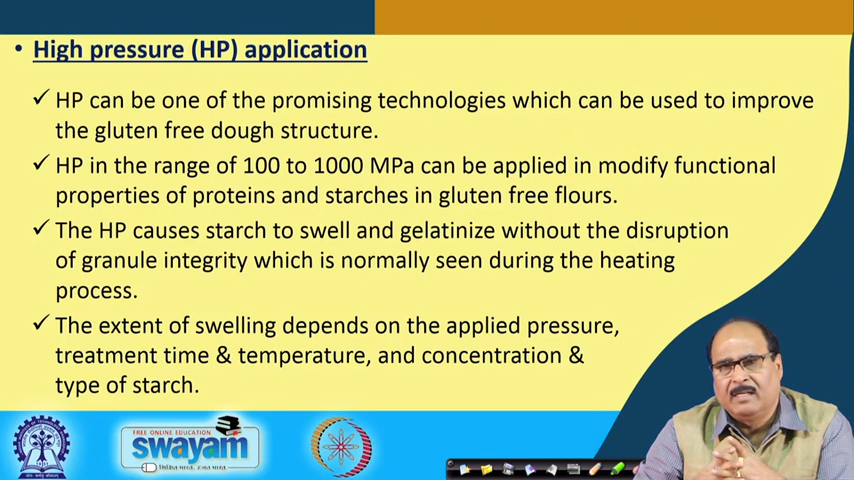 • High pressure (HP) application
✓ HP can be one of the promising technologies which can be used to improve
the gluten free dough structure.
✓ HP in the range of 100 to 1000 MPa can be applied in modify functional
properties of proteins and starches in gluten free flours.
✓ The HP causes starch to swell and gelatinize without the disruption
of granule integrity which is normally seen during the heating
process.
✓ The extent of swelling depends on the applied pressure,
treatment time & temperature, and concentration &
type of starch.
FREE ONLINE EDUCATION
swayam